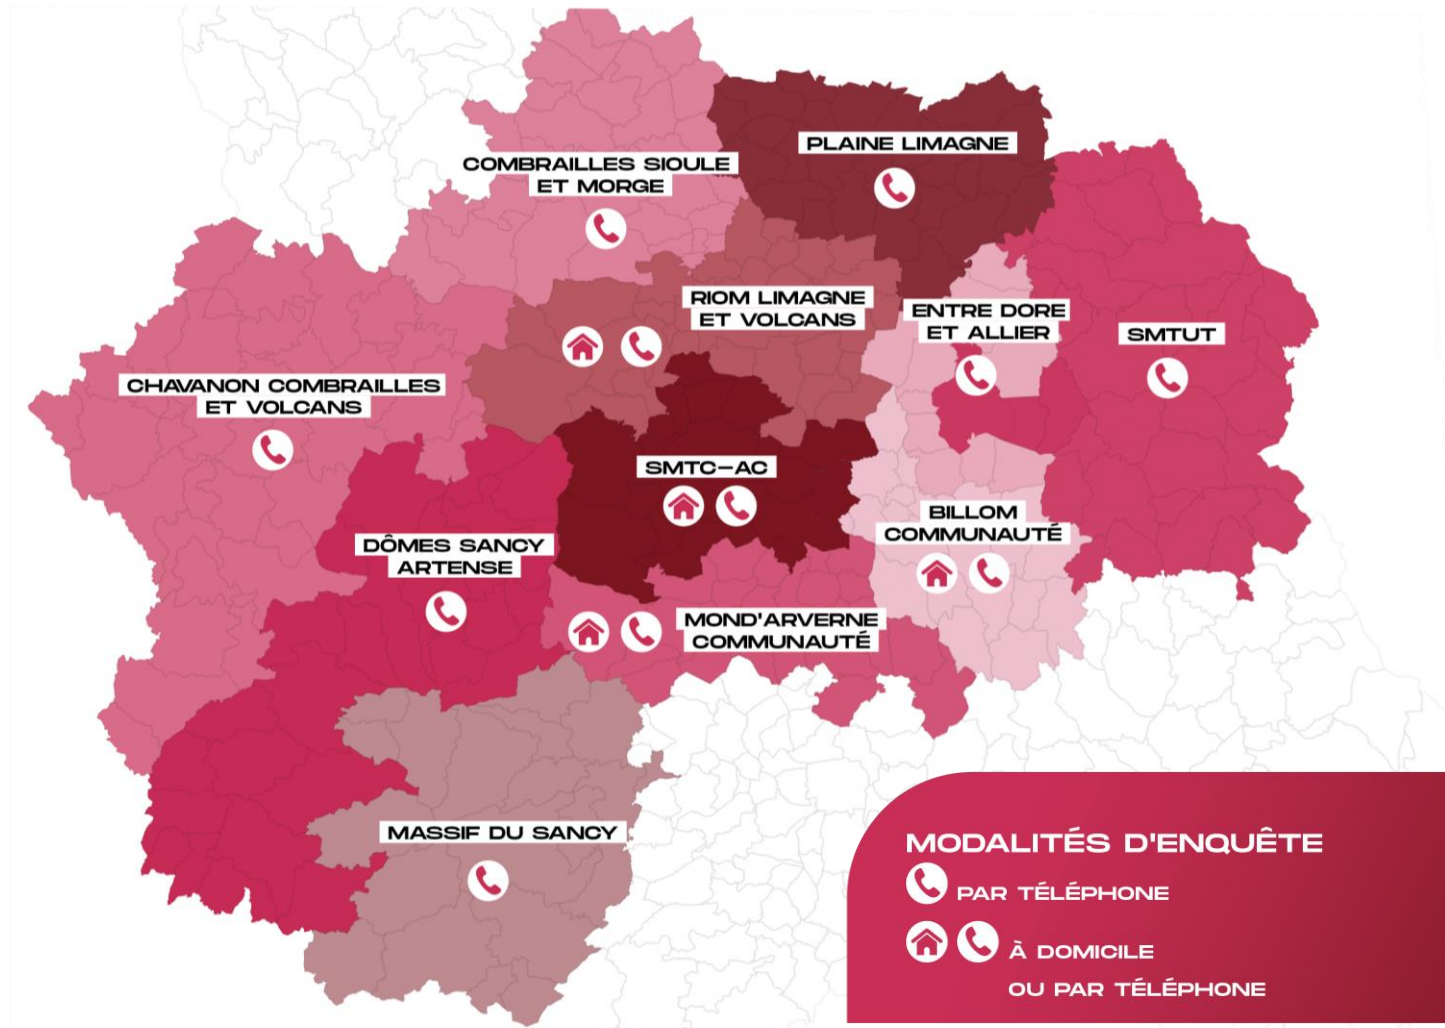 PLAINE LIMAGNE
COMBRAILLES SIOULE
ET MORGE
RIOM LIMAGNE
ET VOLCANS
ENTRE DORE
ET ALLIER
SMTUT
CHAVANON COMBRAILLES
ET VOLCANS
SMTC-AC
BILLOM
COMMUNAUTÉ
DÔMES SANCY
ARTENSE
MOND'ARVERNE
COMMUNAUTÉ
MASSIF DU SANCY
MODALITÉS D'ENQUÊTE
PAR TÉLÉPHONE
À DOMICILE
OU PAR TÉLÉPHONE